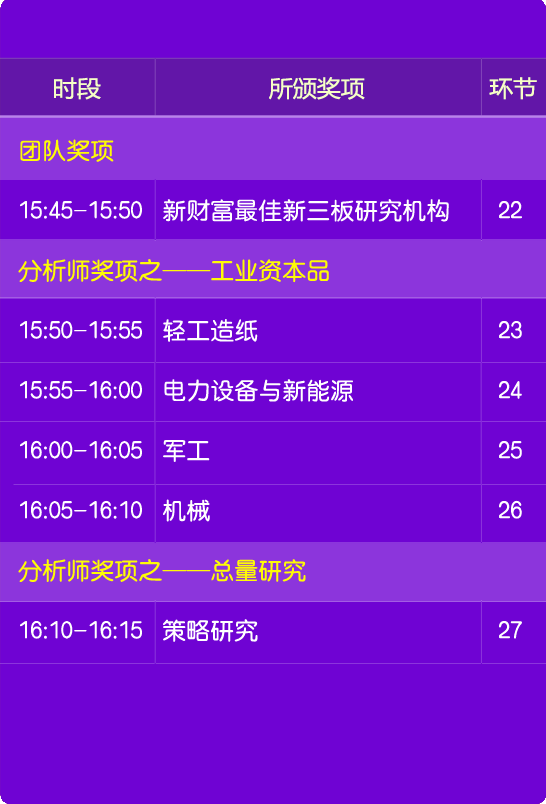 时段 所颁奖项 环节
团队奖项
15:45-15:50 新财富最佳新三板研究机构 22
分析师奖项之——工业资本品
15:50-15:55 轻工造纸 23
15:55-16:00 电力设备与新能源 24
16:00-16:05 军工 25
16:05-16:10 机械 26
分析师奖项之——总量研究
16:10-16:15 策略研究 27